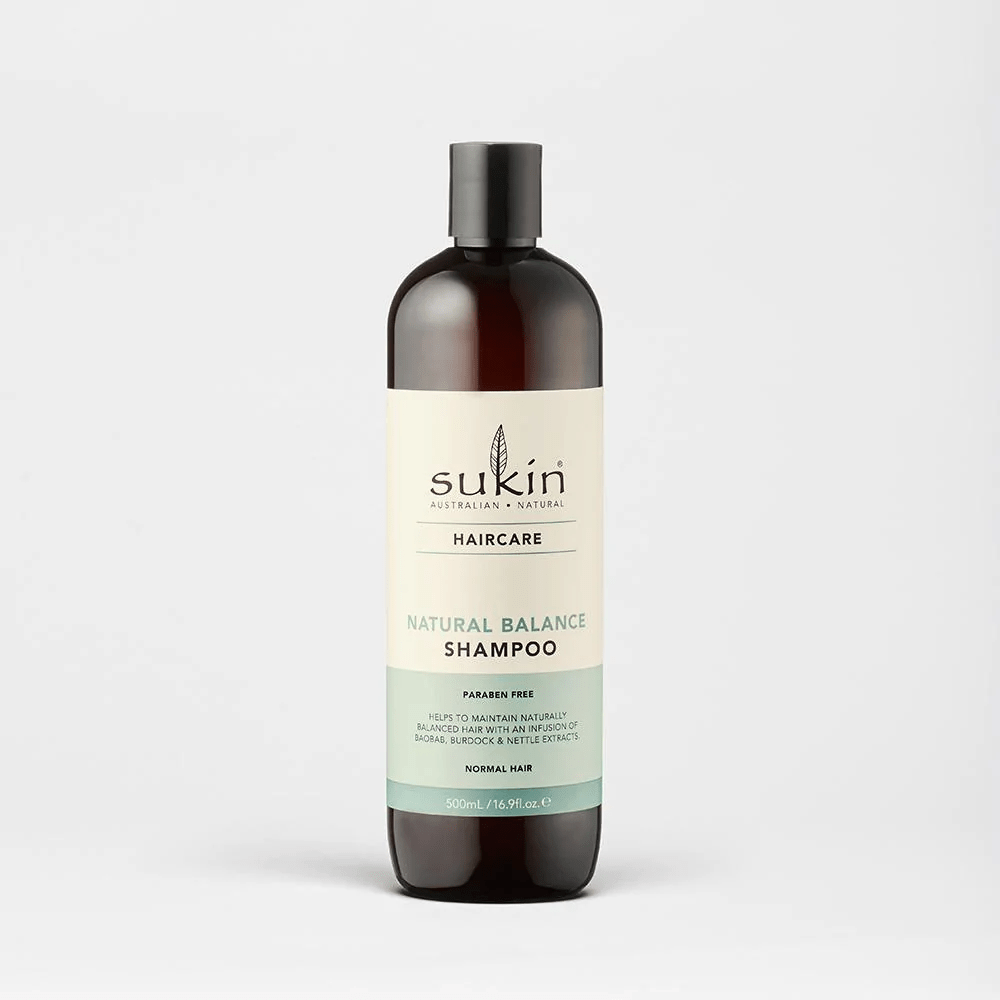 sukin®
AUSTRALIAN • NATURAL
HAIRCARE
NATURAL BALANCE
SHAMPOO
PARABEN FREE
HELPS TO MAINTAIN NATURALLY
BALANCED HAIR WITH AN INFUSION OF
BAOBAB, BURDOCK & NETTLE EXTRACTS.
NORMAL HAIR
500mL / 16.9fl.oz. ℮